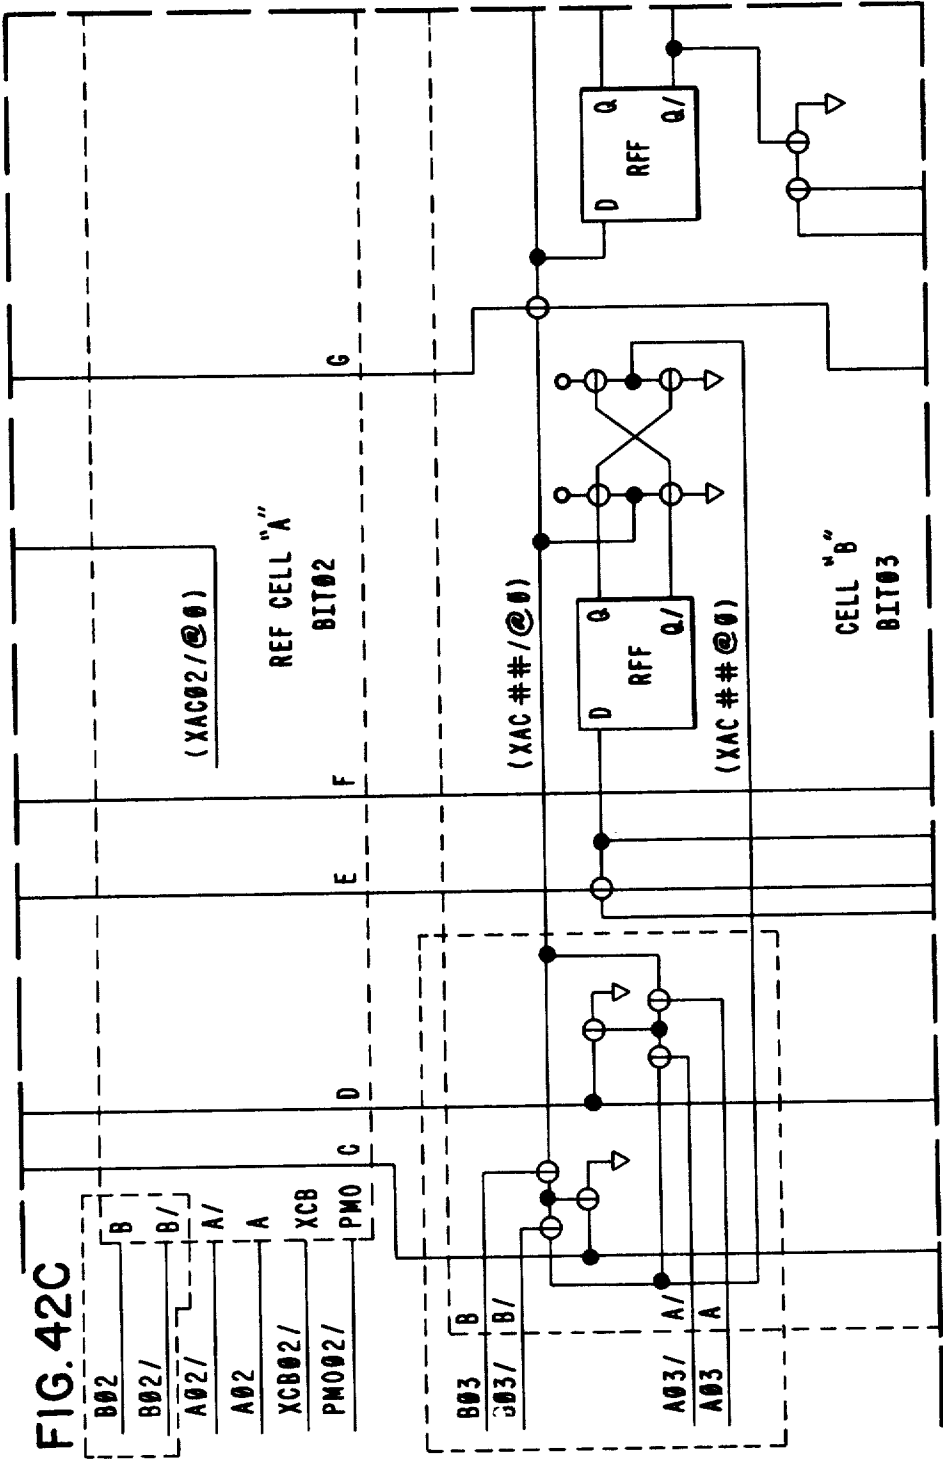 FIG. 42C
B02
B
B02/
B/
A02/
A/
A02
A
XCB02/
XCB
PM002/
PMO
C
D
E
F
G
(XAC02/@0)
REF CELL "A"
BIT02
B03
B
B03/
B/
A03/
A/
A03
A
(XAC##/@0)
(XAC##@0)
D
Q
RFF
Q/
D
Q
RFF
Q/
CELL "B"
BIT03